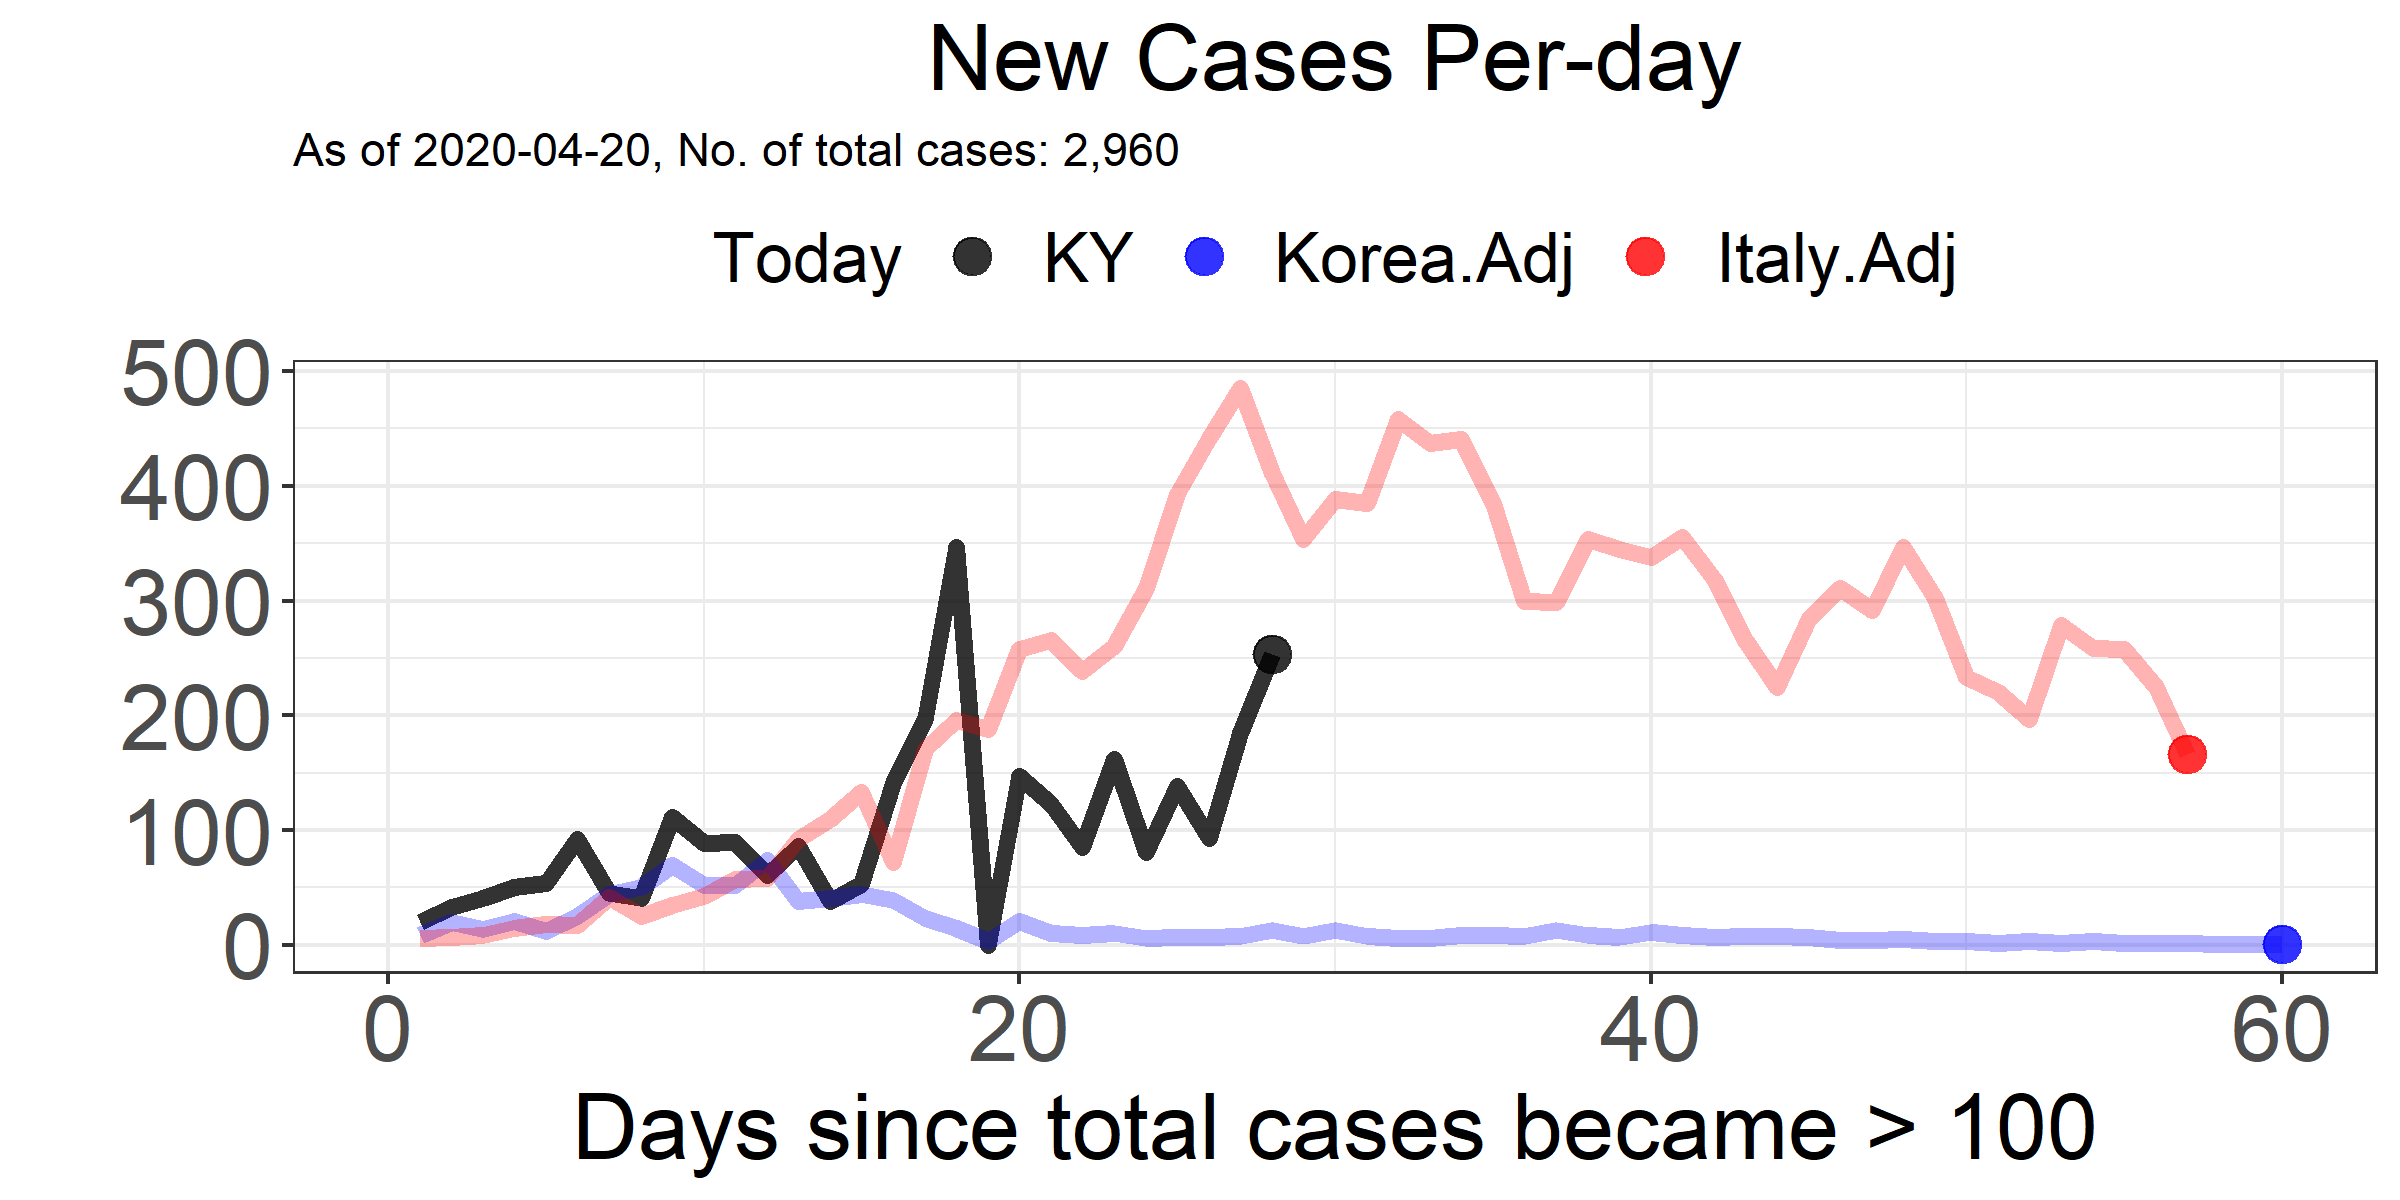 New Cases Per-day
As of 2020-04-20, No. of total cases: 2,960
Today KY Korea.Adj Italy.Adj
500
400
300
200
100
0
0 20 40 60
Days since total cases became > 100